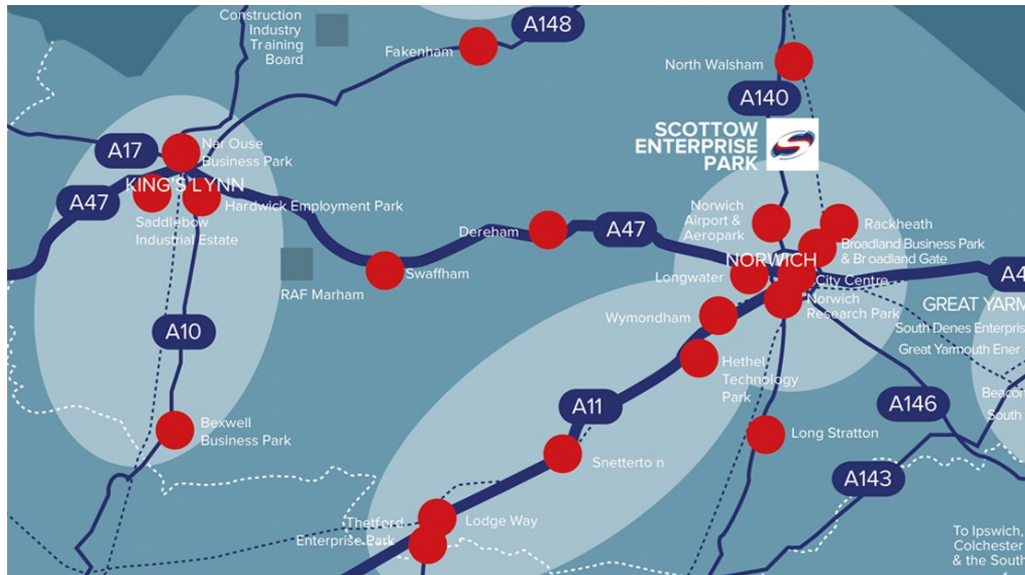 Construction
Industry
Training
Board
A148
Fakenham
North Walsham
A140
SCOTTOW
ENTERPRISE
PARK
A17
Nar Ouse
Business Park
KING'S LYNN
A47
Hardwick Employment Park
Saddlebow
Industrial Estate
Dereham
A47
Norwich
Airport &
Aeropark
Rackheath
Broadland Business Park
& Broadland Gate
NORWICH
Longwater
City Centre
Swaffham
RAF Marham
A4
Norwich
Research Park
GREAT YARM
Wymondham
A10
South Denes Enterpris
Great Yarmouth Ener
Hethel
Technology
Park
Beacon
A11
A146
South
Bexwell
Business Park
Long Stratton
Snetterto n
A143
Thetford
Enterprise Park
Lodge Way
To Ipswich,
Colchester
& the South